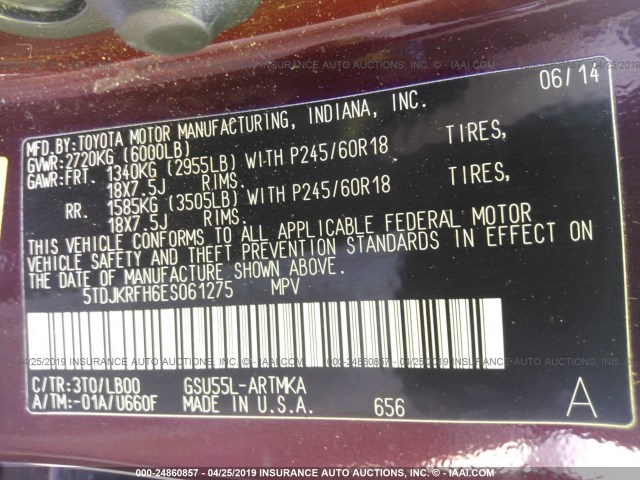 06/14
MFD.BY:TOYOTA MOTOR MANUFACTURING, INDIANA, INC.
GVWR:2720KG (6000LB)
GAWR:FRT. 1340KG (2955LB) WITH P245/60R18 TIRES,
18X7.5J RIMS.
RR. 1585KG (3505LB) WITH P245/60R18 TIRES,
18X7.5J RIMS.
THIS VEHICLE CONFORMS TO ALL APPLICABLE FEDERAL MOTOR
VEHICLE SAFETY AND THEFT PREVENTION STANDARDS IN EFFECT ON
THE DATE OF MANUFACTURE SHOWN ABOVE.
5TDJKRFH6ES061275 MPV
C/TR:3T0/LB00 GSU55L-ARTMKA
A/TM:-01A/U660F MADE IN U.S.A. 656 A
000-24860857 - 04/25/2019 INSURANCE AUTO AUCTIONS, INC. - © - IAAI.COM